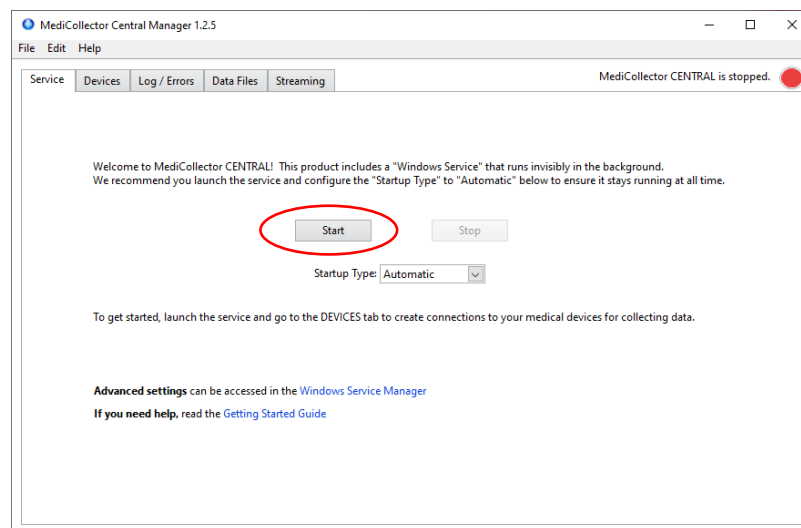 MediCollector Central Manager 1.2.5
File Edit Help
Service Devices Log / Errors Data Files Streaming
MediCollector CENTRAL is stopped.
Welcome to MediCollector CENTRAL! This product includes a "Windows Service" that runs invisibly in the background.
We recommend you launch the service and configure the "Startup Type" to "Automatic" below to ensure it stays running at all time.
Start Stop
Startup Type: Automatic
To get started, launch the service and go to the DEVICES tab to create connections to your medical devices for collecting data.
Advanced settings can be accessed in the Windows Service Manager
If you need help, read the Getting Started Guide